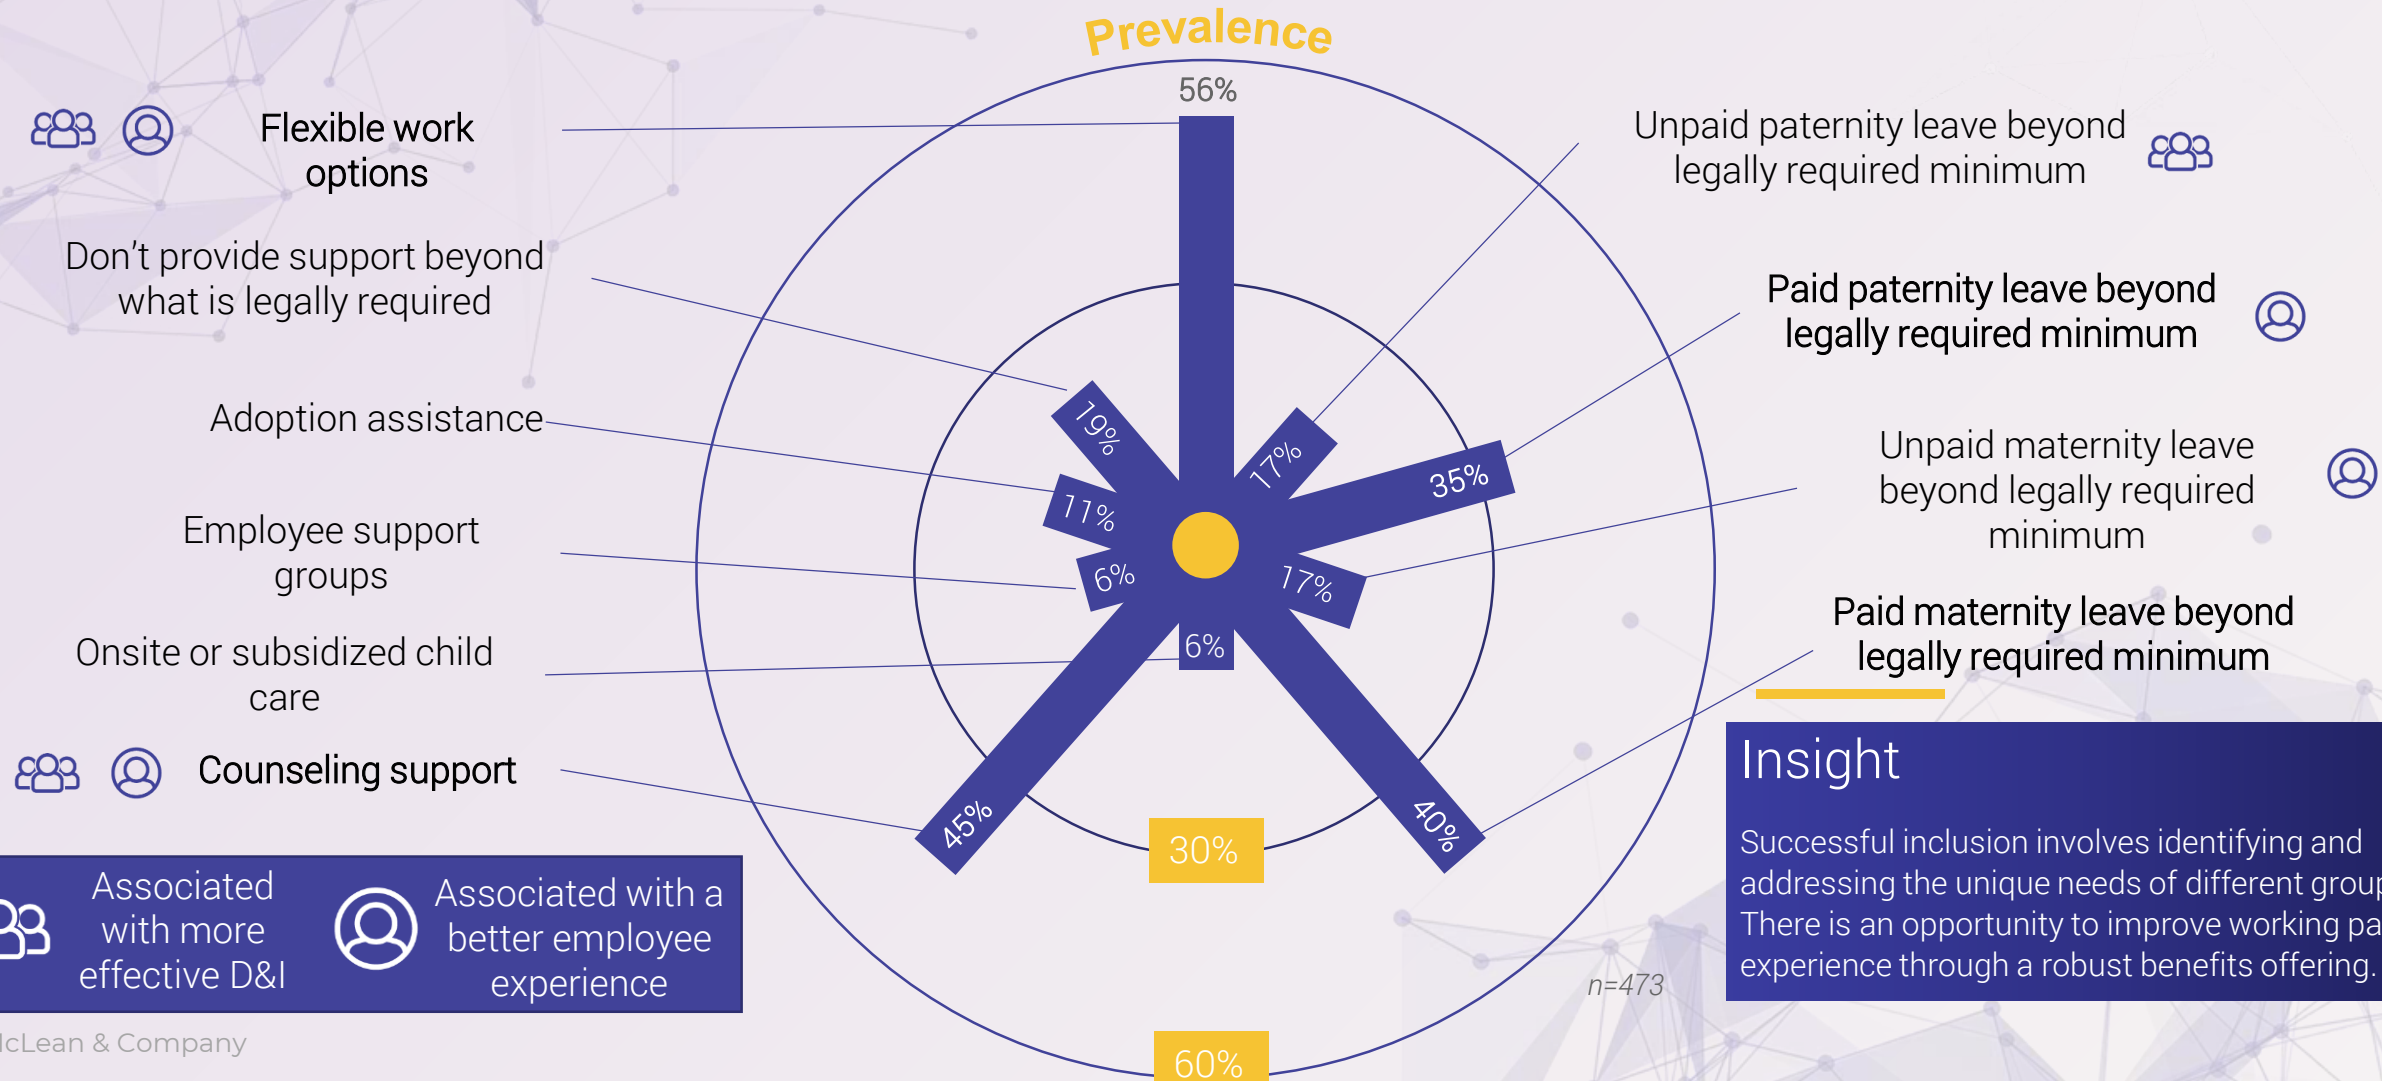 Prevalence
56%
Flexible work
options
Don't provide support beyond
what is legally required
Adoption assistance
Employee support
groups
Onsite or subsidized child
care
Counseling support
Unpaid paternity leave beyond
legally required minimum
Paid paternity leave beyond
legally required minimum
Unpaid maternity leave
beyond legally required
minimum
Paid maternity leave beyond
legally required minimum
19%
17%
35%
11%
6%
17%
6%
45%
40%
30%
60%
Associated
with more
effective D&I
Associated with a
better employee
experience
n=473
Insight
Successful inclusion involves identifying and
addressing the unique needs of different
There is an opportunity to improve working
experience through a robust benefits offering.
& Company